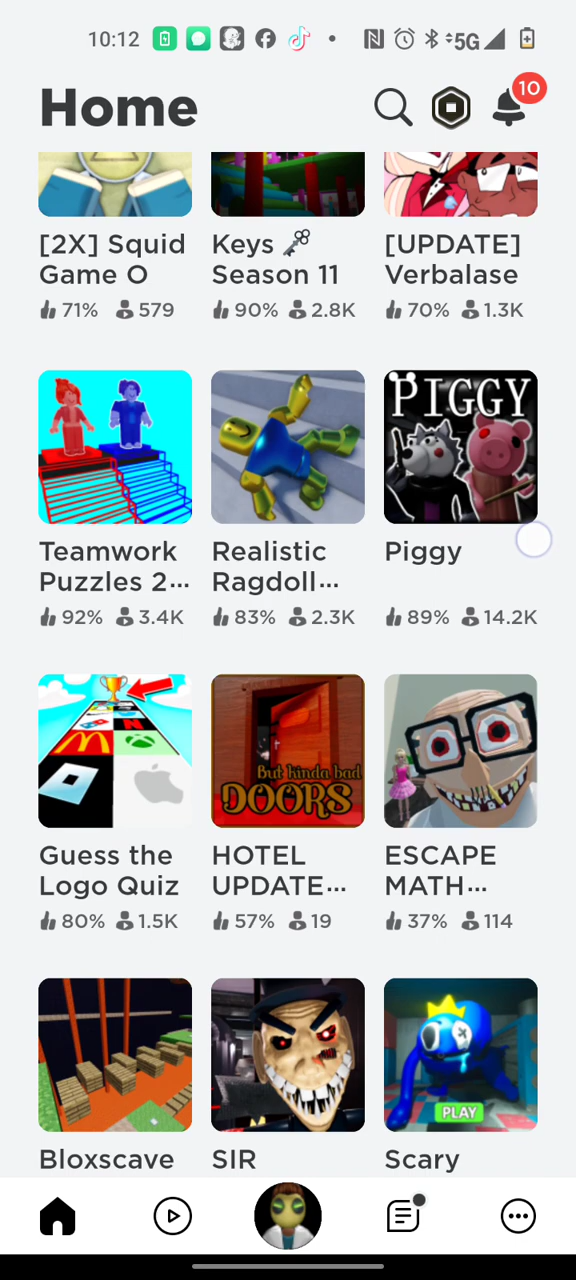 10:12
5G
Home
10
[2X] Squid
Game O
71% 579
Keys 🗝
Season 11
90% 2.8K
[UPDATE]
Verbalase
70% 1.3K
Teamwork
Puzzles 2...
92% 3.4K
Realistic
Ragdoll...
83% 2.3K
PIGGY
Piggy
89% 14.2K
Guess the
Logo Quiz
80% 1.5K
But kinda bad
DOORS
HOTEL
UPDATE...
57% 19
ESCAPE
MATH...
37% 114
Bloxscave
SIR
PLAY
Scary